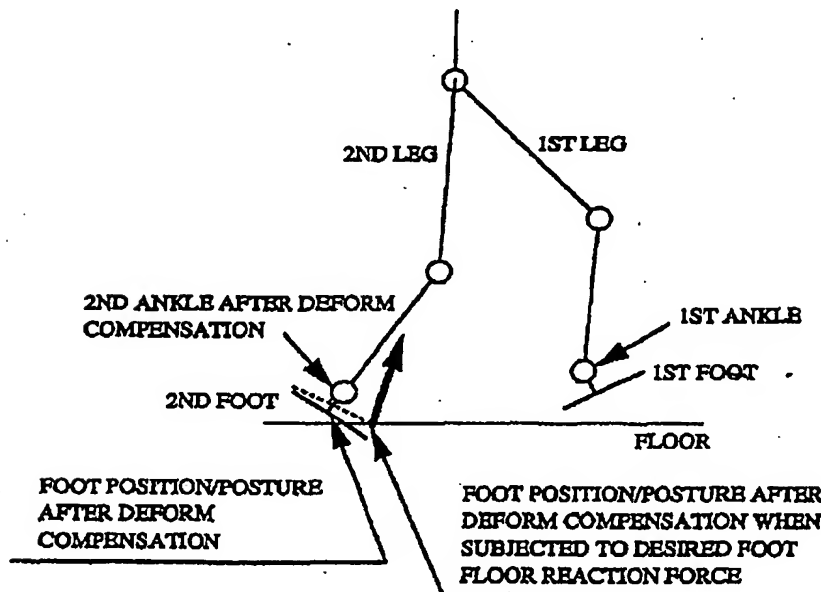 2ND LEG
1ST LEG
2ND ANKLE AFTER DEFORM
COMPENSATION
1ST ANKLE
1ST FOOT
2ND FOOT
FLOOR
FOOT POSITION/POSTURE
AFTER DEFORM
COMPENSATION
FOOT POSITION/POSTURE AFTER
DEFORM COMPENSATION WHEN
SUBJECTED TO DESIRED FOOT
FLOOR REACTION FORCE